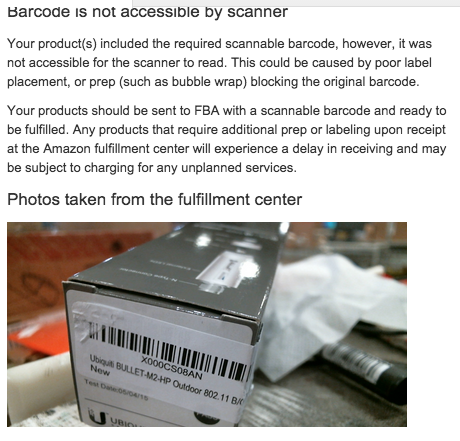 Barcode is not accessible by scanner
Your product(s) included the required scannable barcode, however, it was
not accessible for the scanner to read. This could be caused by poor label
placement, or prep (such as bubble wrap) blocking the original barcode.
Your products should be sent to FBA with a scannable barcode and ready to
be fulfilled. Any products that require additional prep or labeling upon receipt
at the Amazon fulfillment center will experience a delay in receiving and may
be subject to charging for any unplanned services.
Photos taken from the fulfillment center
X000CS08AN
Ubiquiti BULLET-M2-HP Outdoor 802.11 B/G
New
Test Date:
UBIQU